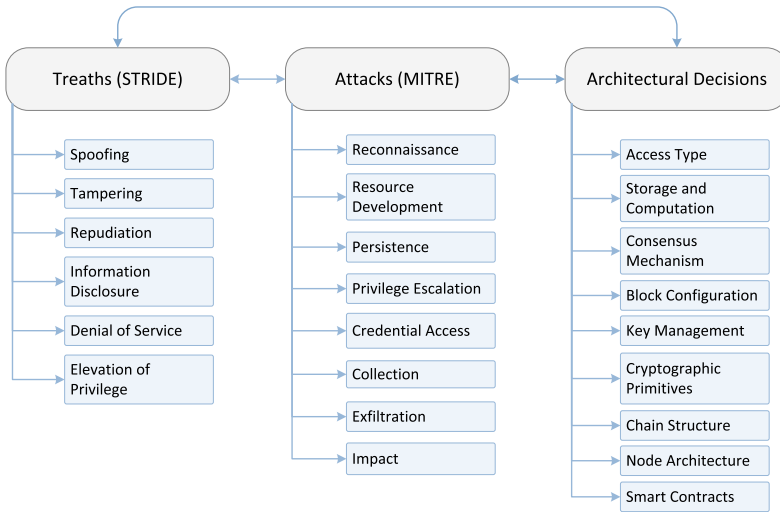 Treaths (STRIDE)
Spoofing
Tampering
Repudiation
Information
Disclosure
Denial of Service
Elevation of
Privilege
Attacks (MITRE)
Reconnaissance
Resource
Development
Persistence
Privilege Escalation
Credential Access
Collection
Exfiltration
Impact
Architectural Decisions
Access Type
Storage and
Computation
Consensus
Mechanism
Block Configuration
Key Management
Cryptographic
Primitives
Chain Structure
Node Architecture
Smart Contracts